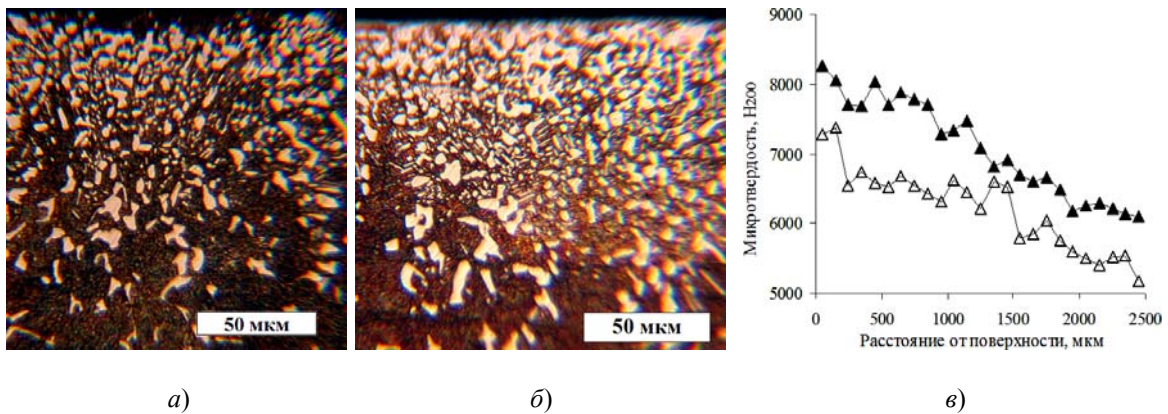 50 мкм
50 мкм
9000
8000
7000
6000
5000
Микротвердость, H200
0
500
1000
1500
2000
2500
Расстояние от поверхности, мкм
а)
б)
в)